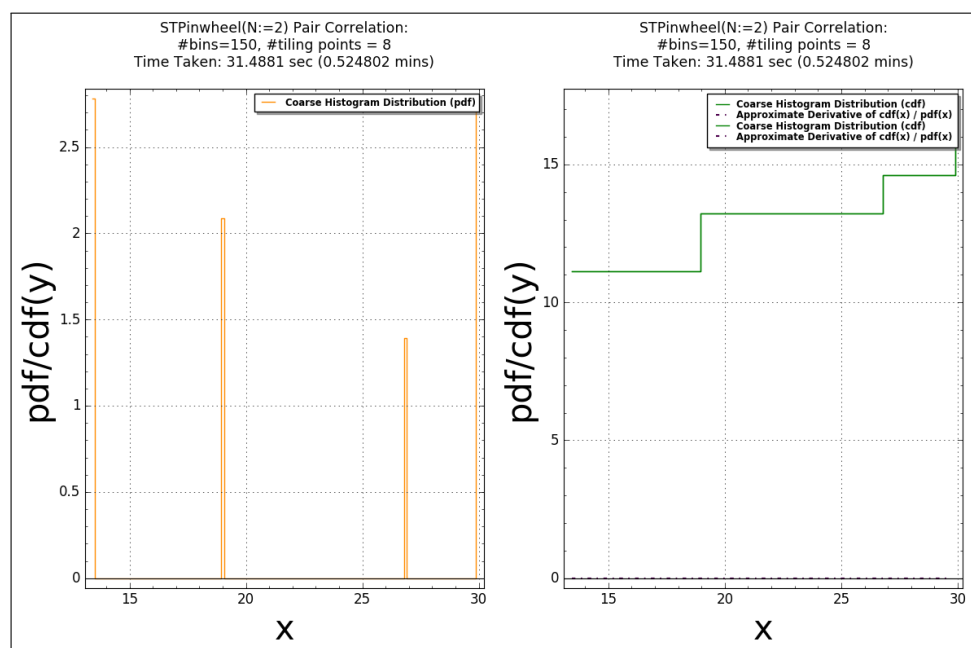 STPinwheel(N:=2) Pair Correlation:
#bins=150, #tiling points = 8
Time Taken: 31.4881 sec (0.524802 mins)
Coarse Histogram Distribution (pdf)
2.5
2
1.5
1
0.5
0
15
20
25
30
pdf/cdf(y)
x
STPinwheel(N:=2) Pair Correlation:
#bins=150, #tiling points = 8
Time Taken: 31.4881 sec (0.524802 mins)
Coarse Histogram Distribution (cdf)
Approximate Derivative of cdf(x) / pdf(x)
Coarse Histogram Distribution (cdf)
Approximate Derivative of cdf(x) / pdf(x)
15
10
5
0
15
20
25
30
pdf/cdf(y)
x